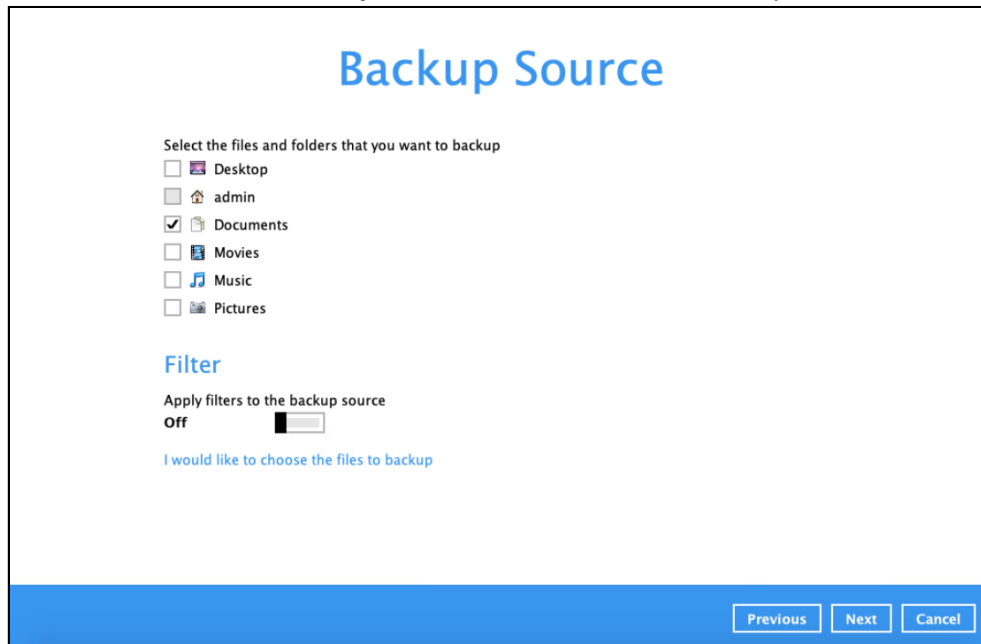 Backup Source
Select the files and folders that you want to backup
Desktop
admin
Documents
Movies
Music
Pictures
Filter
Apply filters to the backup source
Off
I would like to choose the files to backup
Previous Next Cancel